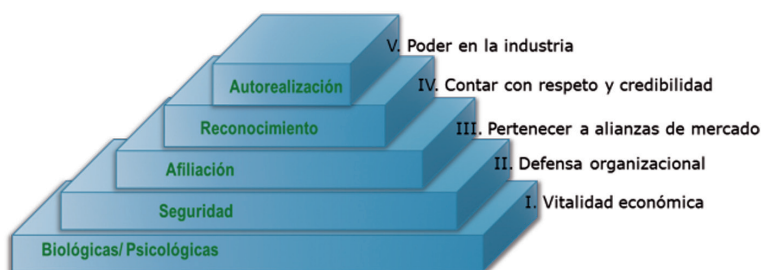 V. Poder en la industria
Autorealización
IV. Contar con respeto y credibilidad
Reconocimiento
III. Pertenecer a alianzas de mercado
Afiliación
II. Defensa organizacional
Seguridad
I. Vitalidad económica
Biológicas/ Psicológicas